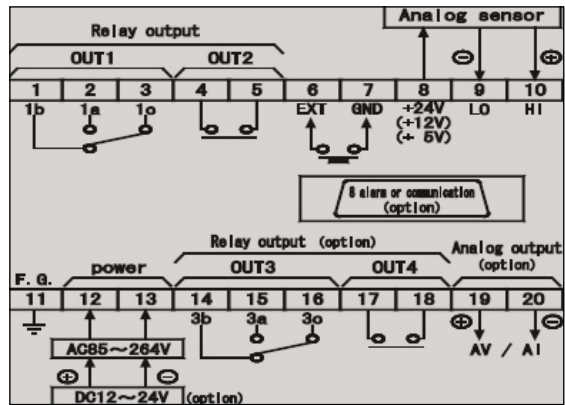 Analog sensor
Relay output
OUT1 OUT2
⊖ ⊕
1 2 3 4 5 6 7 8 9 10
1b 1a 1c EXT GND +24V LO HI
(+12V)
(+ 5V)
8 alarm or communication
(option)
Relay output (option) Analog output
(option)
F. G. power OUT3 OUT4
11 12 13 14 15 16 17 18 19 20
3b 3a 3c ⊕ ⊖
AC85~264V AV / AI
⊕ ⊖
DC12~24V (option)